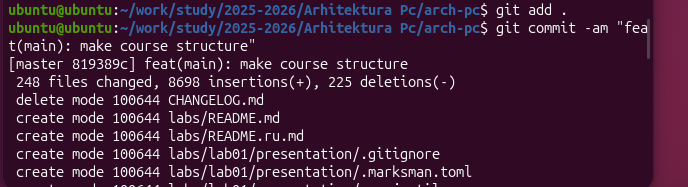 ubuntu@ubuntu:~/work/study/2025-2026/Arhitektura Pc/arch-pc$ git add .
ubuntu@ubuntu:~/work/study/2025-2026/Arhitektura Pc/arch-pc$ git commit -am "fea
t(main): make course structure"
[master 819389c] feat(main): make course structure
 248 files changed, 8698 insertions(+), 225 deletions(-)
 delete mode 100644 CHANGELOG.md
 create mode 100644 labs/README.md
 create mode 100644 labs/README.ru.md
 create mode 100644 labs/lab01/presentation/.gitignore
 create mode 100644 labs/lab01/presentation/.marksman.toml